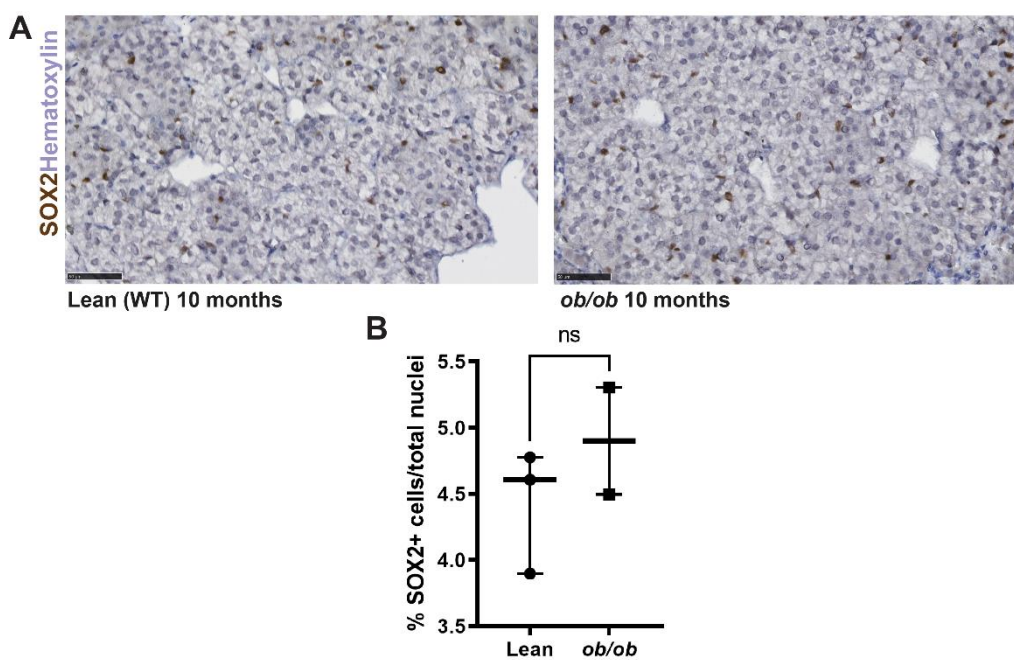 A
SOX2Hematoxylin
Lean (WT) 10 months
ob/ob 10 months
B
ns
% SOX2+ cells/total nuclei
5.5
5.0
4.5
4.0
3.5
Lean
ob/ob